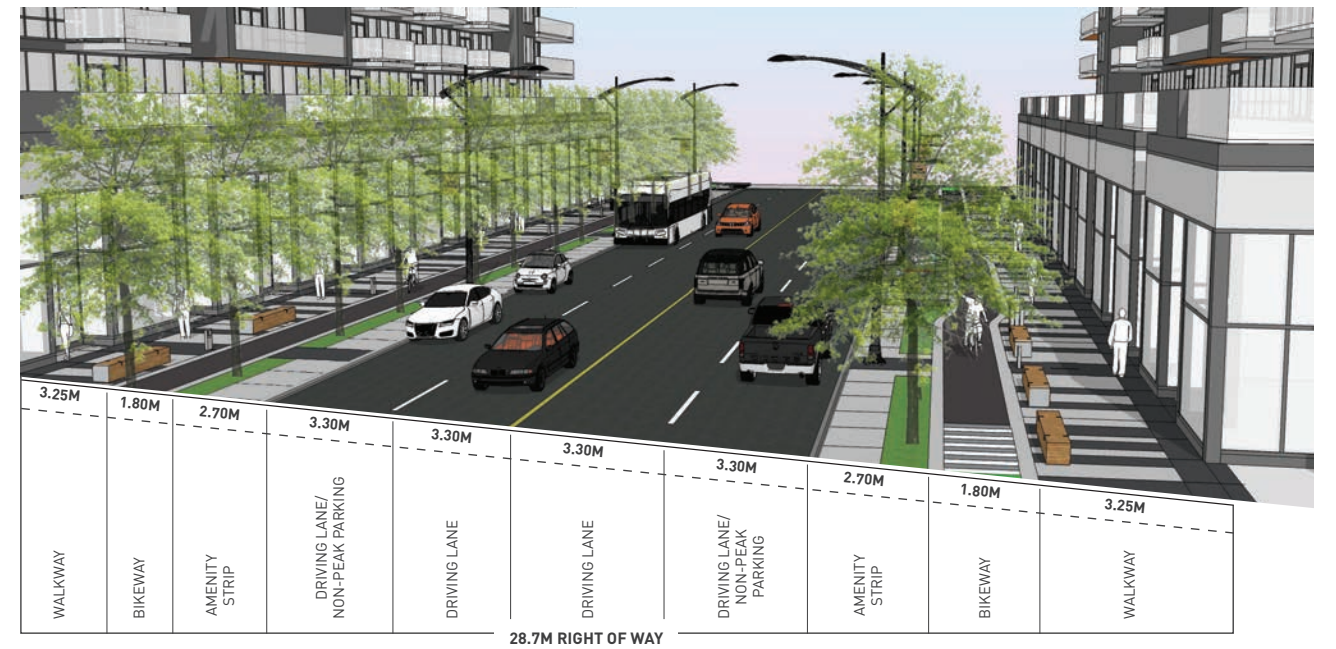 3.25M
1.80M
2.70M
3.30M
3.30M
3.30M
3.30M
2.70M
1.80M
3.25M
WALKWAY
BIKEWAY
AMENITY
STRIP
DRIVING LANE/
NON-PEAK PARKING
DRIVING LANE
DRIVING LANE
DRIVING LANE/
NON-PEAK
PARKING
AMENITY
STRIP
BIKEWAY
WALKWAY
28.7M RIGHT OF WAY